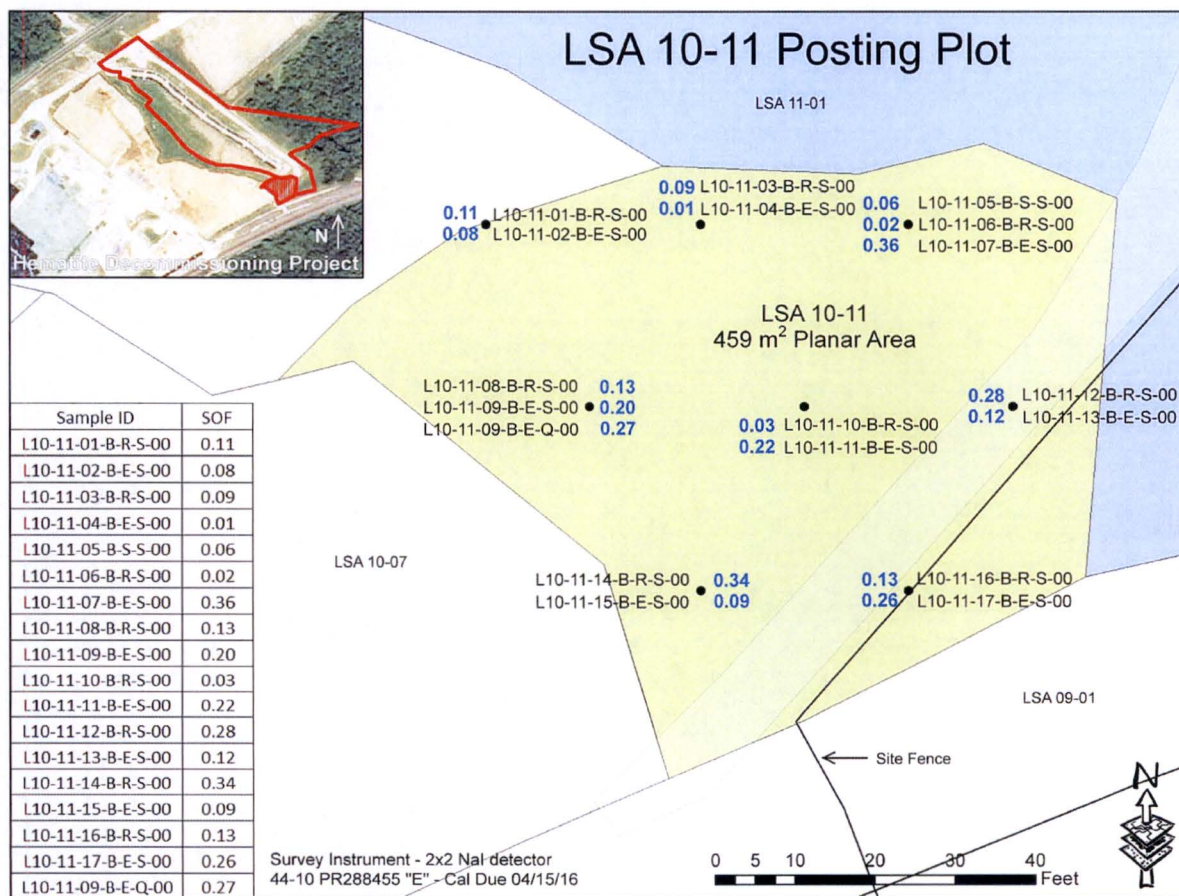 LSA 10-11 Posting Plot
N
Hematite Decommissioning Project
LSA 11-01
0.11 L10-11-01-B-R-S-00
0.08 L10-11-02-B-E-S-00
0.09 L10-11-03-B-R-S-00
0.01 L10-11-04-B-E-S-00
0.06 L10-11-05-B-S-S-00
0.02 L10-11-06-B-R-S-00
0.36 L10-11-07-B-E-S-00
LSA 10-11
459 m² Planar Area
L10-11-08-B-R-S-00 0.13
L10-11-09-B-E-S-00 0.20
L10-11-09-B-E-Q-00 0.27
0.03 L10-11-10-B-R-S-00
0.22 L10-11-11-B-E-S-00
0.28 L10-11-12-B-R-S-00
0.12 L10-11-13-B-E-S-00
LSA 10-07
L10-11-14-B-R-S-00 0.34
L10-11-15-B-E-S-00 0.09
0.13 L10-11-16-B-R-S-00
0.26 L10-11-17-B-E-S-00
LSA 09-01
Site Fence
Sample ID SOF
L10-11-01-B-R-S-00 0.11
L10-11-02-B-E-S-00 0.08
L10-11-03-B-R-S-00 0.09
L10-11-04-B-E-S-00 0.01
L10-11-05-B-S-S-00 0.06
L10-11-06-B-R-S-00 0.02
L10-11-07-B-E-S-00 0.36
L10-11-08-B-R-S-00 0.13
L10-11-09-B-E-S-00 0.20
L10-11-10-B-R-S-00 0.03
L10-11-11-B-E-S-00 0.22
L10-11-12-B-R-S-00 0.28
L10-11-13-B-E-S-00 0.12
L10-11-14-B-R-S-00 0.34
L10-11-15-B-E-S-00 0.09
L10-11-16-B-R-S-00 0.13
L10-11-17-B-E-S-00 0.26
L10-11-09-B-E-Q-00 0.27
Survey Instrument - 2x2 NaI detector
44-10 PR288455 "E" - Cal Due 04/15/16
0 5 10 20 30 40
Feet
N